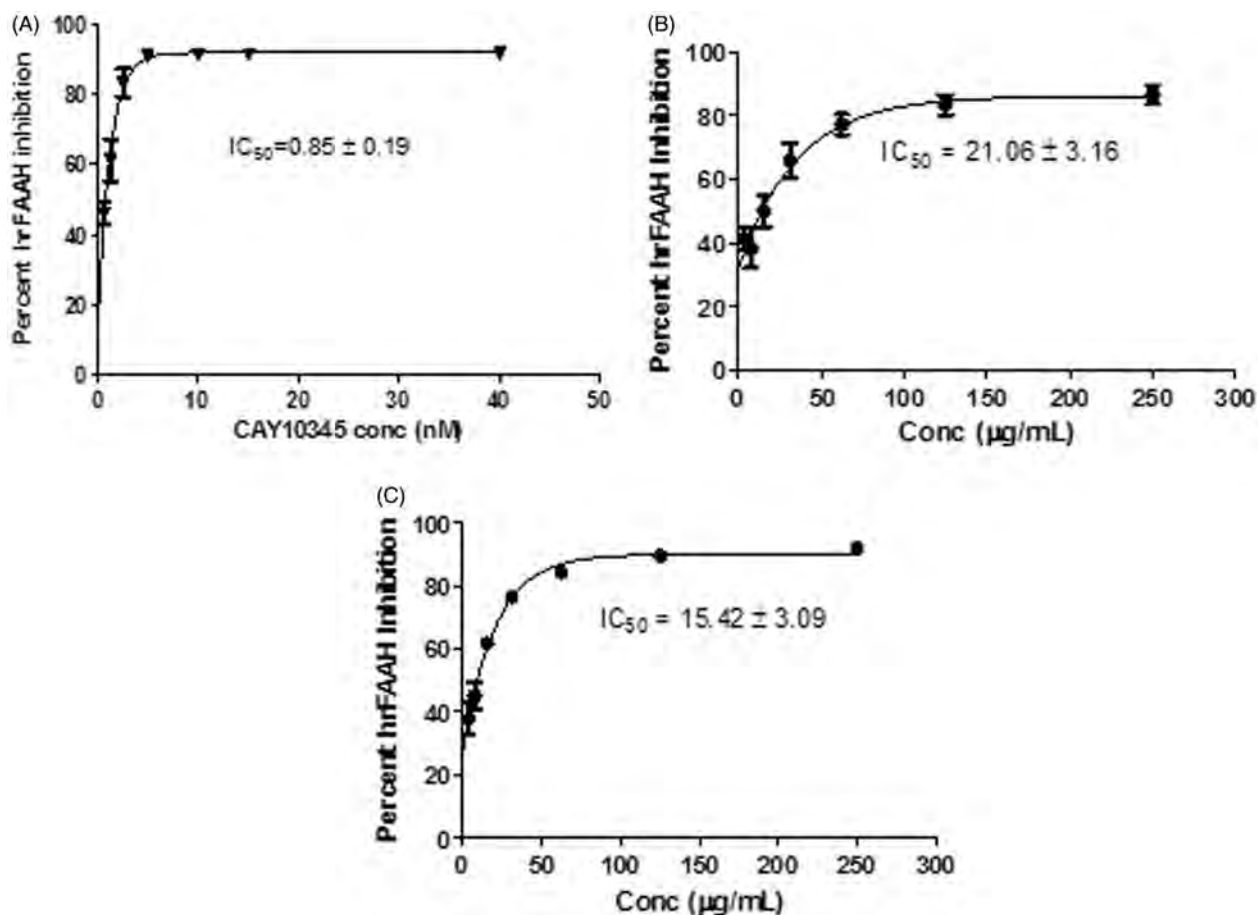 (A)
100
80
60
40
20
0
Percent hrFAAH inhibition
IC50=0.85 ± 0.19
0 10 20 30 40 50
CAY10345 conc (nM)
(B)
100
80
60
40
20
0
Percent hrFAAH Inhibition
IC50 = 21.06 ± 3.16
0 50 100 150 200 250 300
Conc (µg/mL)
(C)
100
80
60
40
20
0
Percent hrFAAH Inhibition
IC50 = 15.42 ± 3.09
0 50 100 150 200 250 300
Conc (µg/mL)